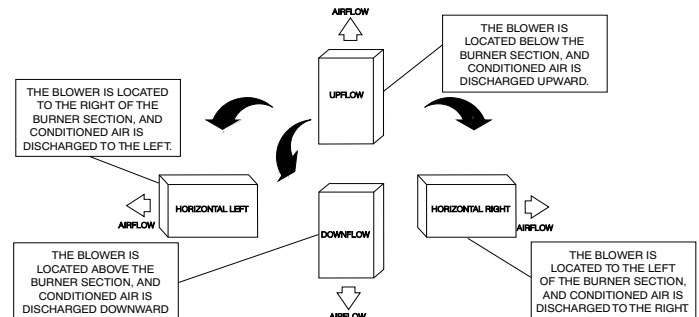 AIRFLOW
THE BLOWER IS
LOCATED BELOW THE
BURNER SECTION, AND
CONDITIONED AIR IS
DISCHARGED UPWARD.
UPFLOW
THE BLOWER IS LOCATED
TO THE RIGHT OF THE
BURNER SECTION, AND
CONDITIONED AIR IS
DISCHARGED TO THE LEFT.
HORIZONTAL LEFT
AIRFLOW
HORIZONTAL RIGHT
AIRFLOW
DOWNFLOW
THE BLOWER IS
LOCATED ABOVE THE
BURNER SECTION, AND
CONDITIONED AIR IS
DISCHARGED DOWNWARD
THE BLOWER IS
LOCATED TO THE LEFT
OF THE BURNER SECTION,
AND CONDITIONED AIR IS
DISCHARGED TO THE RIGHT.
AIRFLOW